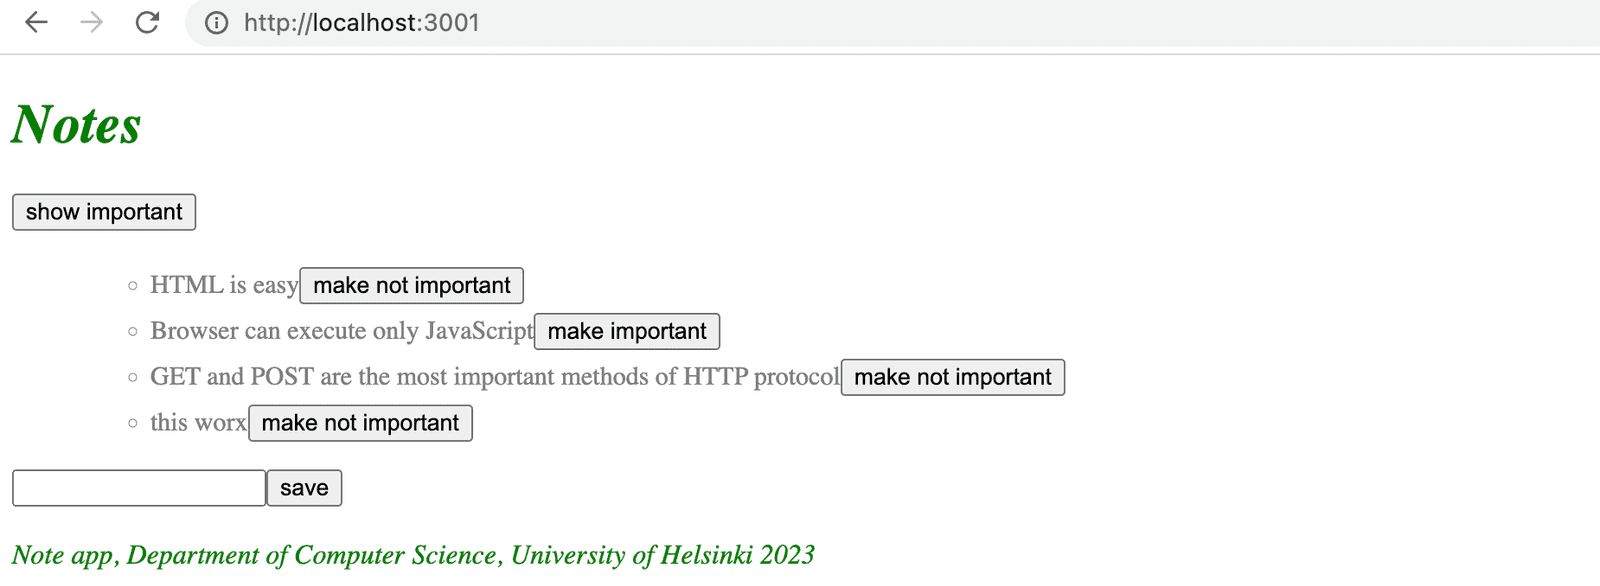 http://localhost:3001
Notes
show important
HTML is easy make not important
Browser can execute only JavaScript make important
GET and POST are the most important methods of HTTP protocol make not important
this worx make not important
save
Note app, Department of Computer Science, University of Helsinki 2023